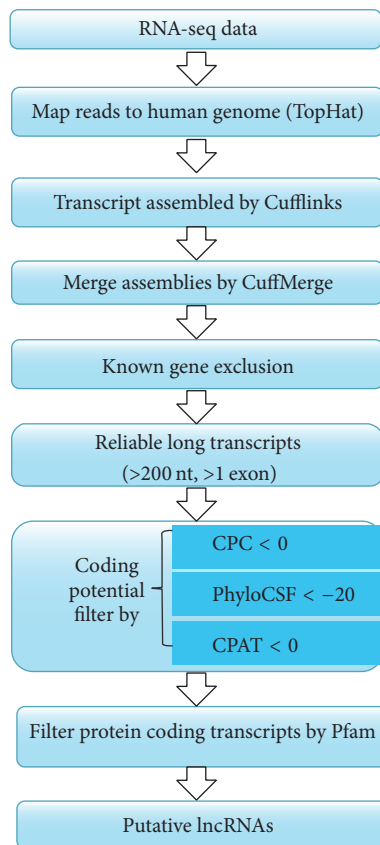 RNA-seq data
Map reads to human genome (TopHat)
Transcript assembled by Cufflinks
Merge assemblies by CuffMerge
Known gene exclusion
Reliable long transcripts
(>200 nt, >1 exon)
Coding
potential
filter by
CPC < 0
PhyloCSF < −20
CPAT < 0
Filter protein coding transcripts by Pfam
Putative lncRNAs